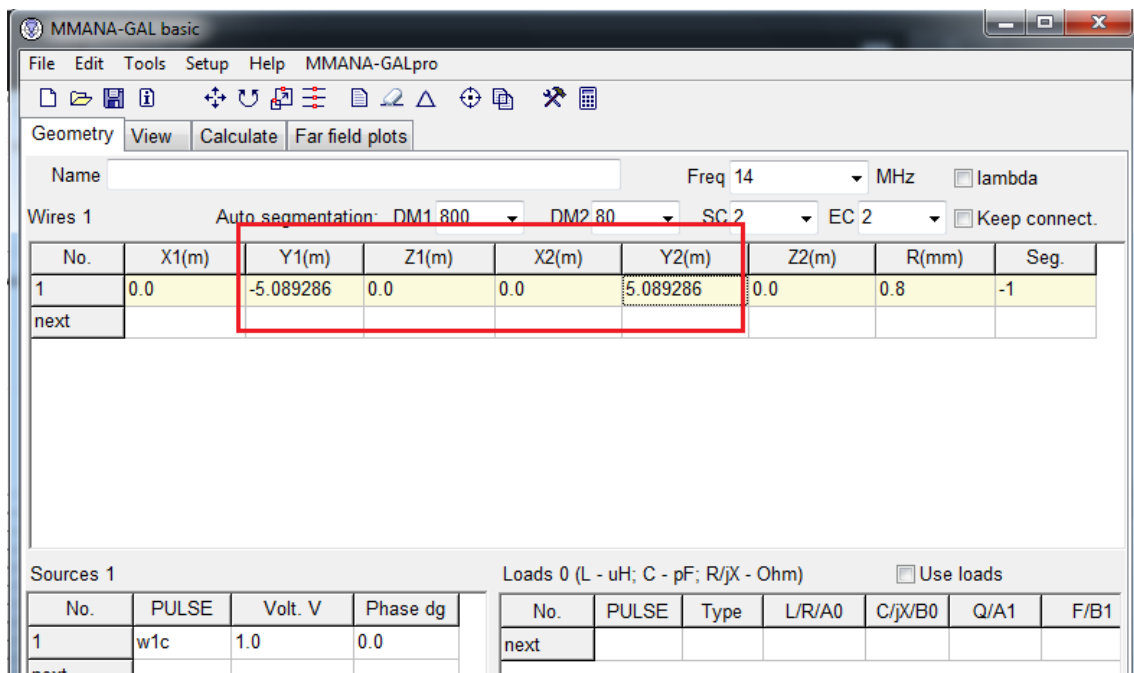 MMANA-GAL basic
File Edit Tools Setup Help MMANA-GALpro
Geometry View Calculate Far field plots
Name Freq 14 MHz lambda
Wires 1 Auto segmentation: DM1 800 DM2 80 SC 2 EC 2 Keep connect.
No. X1(m) Y1(m) Z1(m) X2(m) Y2(m) Z2(m) R(mm) Seg.
1 0.0 -5.089286 0.0 0.0 5.089286 0.0 0.8 -1
next
Sources 1 Loads 0 (L - uH; C - pF; R/jX - Ohm) Use loads
No. PULSE Volt. V Phase dg No. PULSE Type L/R/A0 C/jX/B0 Q/A1 F/B1
1 w1c 1.0 0.0 next
next